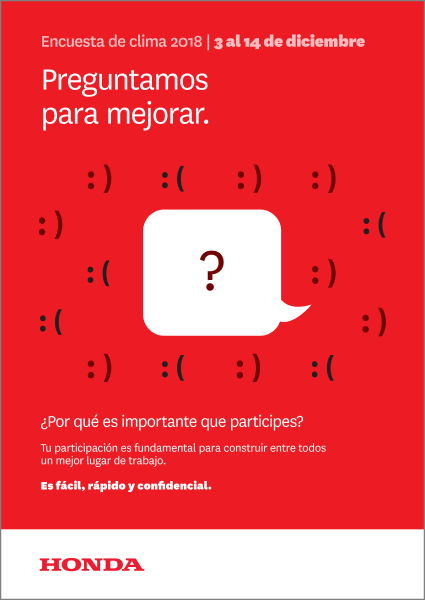 Encuesta de clima 2018 | 3 al 14 de diciembre
Preguntamos
para mejorar.
:) :( :) :)
:) :(
:( ? :)
:( :)
:) :( :) :(
¿Por qué es importante que participes?
Tu participación es fundamental para construir entre todos
un mejor lugar de trabajo.
Es fácil, rápido y confidencial.
HONDA